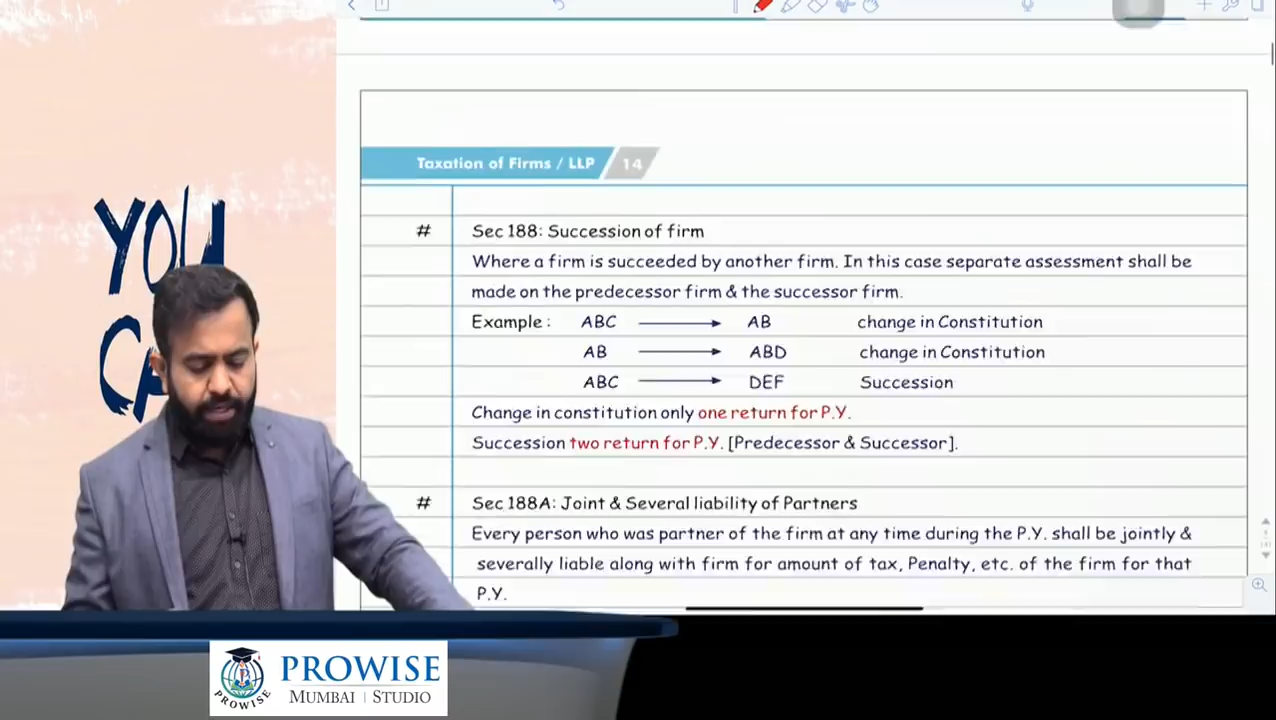 YOU
Taxation of Firms / LLP 14
# Sec 188: Succession of firm
Where a firm is succeeded by another firm. In this case separate assessment shall be
made on the predecessor firm & the successor firm.
Example : ABC AB change in Constitution
AB ABD change in Constitution
ABC DEF Succession
Change in constitution only one return for P.Y.
Succession two return for P.Y. [Predecessor & Successor].
# Sec 188A: Joint & Several liability of Partners
Every person who was partner of the firm at any time during the P.Y. shall be jointly &
severally liable along with firm for amount of tax, Penalty, etc. of the firm for that
P.Y.
PROWISE
PROWISE
MUMBAI | STUDIO